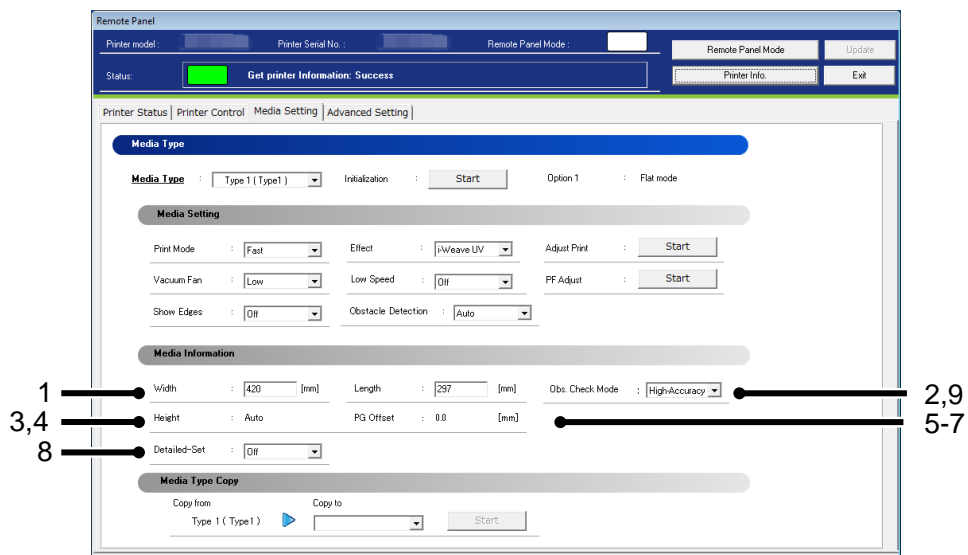 Remote Panel
Printer model : Printer Serial No. : Remote Panel Mode : Remote Panel Mode Update
Status: Get printer Information: Success Printer Info. Exit
Printer Status Printer Control Media Setting Advanced Setting
Media Type
Media Type : Type 1 ( Type1 ) Initialization : Start Option 1 : Flat mode
Media Setting
Print Mode : Fast Effect : i-Weave UV Adjust Print : Start
Vacuum Fan : Low Low Speed : Off PF Adjust : Start
Show Edges : Off Obstacle Detection : Auto
Media Information
1 Width : 420 [mm] Length : 297 [mm] Obs. Check Mode : High-Accuracy 2,9
3,4 Height : Auto PG Offset : 0.0 [mm] 5-7
8 Detailed-Set : Off
Media Type Copy
Copy from Copy to
Type 1 ( Type1 ) Start